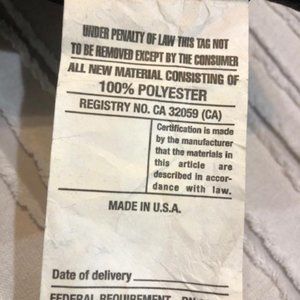 UNDER PENALTY OF LAW THIS TAG NOT
TO BE REMOVED EXCEPT BY THE CONSUMER
ALL NEW MATERIAL CONSISTING OF
100% POLYESTER
REGISTRY NO. CA 32059 (CA)
Certification is made
by the manufacturer
that the materials in
this article are
described in accor-
dance with law.
MADE IN U.S.A.
Date of delivery
FEDERAL REQUIREMENT